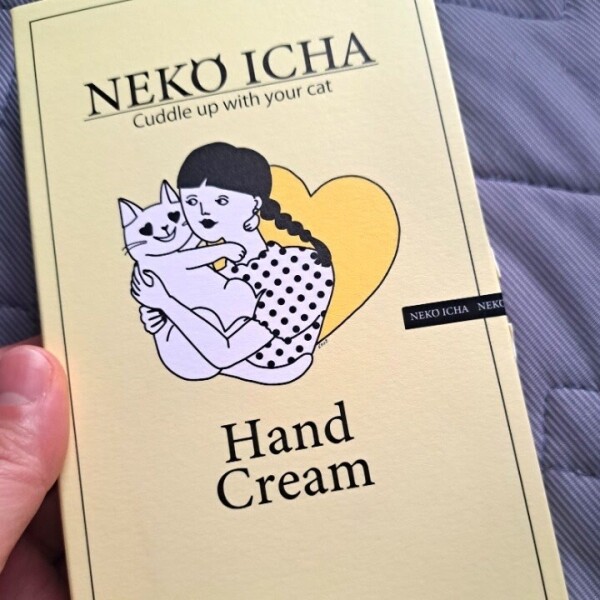 NEKO ICHA
Cuddle up with your cat
NEKO ICHA NEKO
Hand
Cream